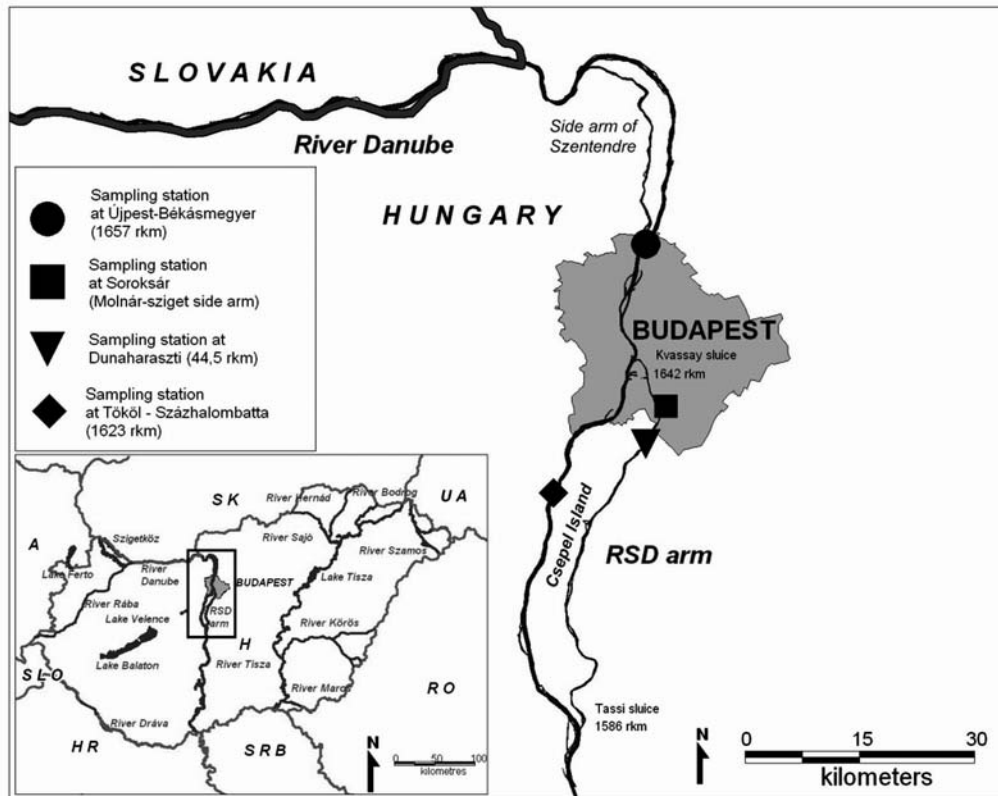 SLOVAKIA
River Danube
Side arm of
Szentendre
HUNGARY
Sampling station
at Újpest-Békásmegyer
(1657 rkm)
Sampling station
at Soroksár
(Molnár-sziget side arm)
Sampling station at
Dunaharaszti (44,5 rkm)
Sampling station
at Tököl - Százhalombatta
(1623 rkm)
BUDAPEST
Kvassay sluice
1642 rkm
Csepel Island
RSD arm
Tassi sluice
1586 rkm
N
0 15 30
kilometers
SK
UA
A
River Hernád
River Bodrog
River Sajó
River Szamos
Szigetköz
Lake Ferto
River
Danube
BUDAPEST
Lake Tisza
River Rába
Lake Velence
RSD
arm
River Körös
H
Lake Balaton
River Tisza
SLO
River Maros
RO
River Dráva
HR
SRB
N
0 50 100
kilometres